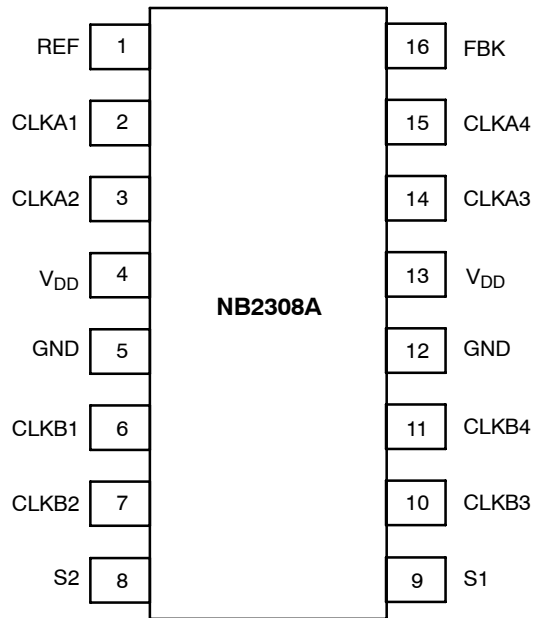 REF 1 16 FBK
CLKA1 2 15 CLKA4
CLKA2 3 14 CLKA3
VDD 4 13 VDD
NB2308A
GND 5 12 GND
CLKB1 6 11 CLKB4
CLKB2 7 10 CLKB3
S2 8 9 S1